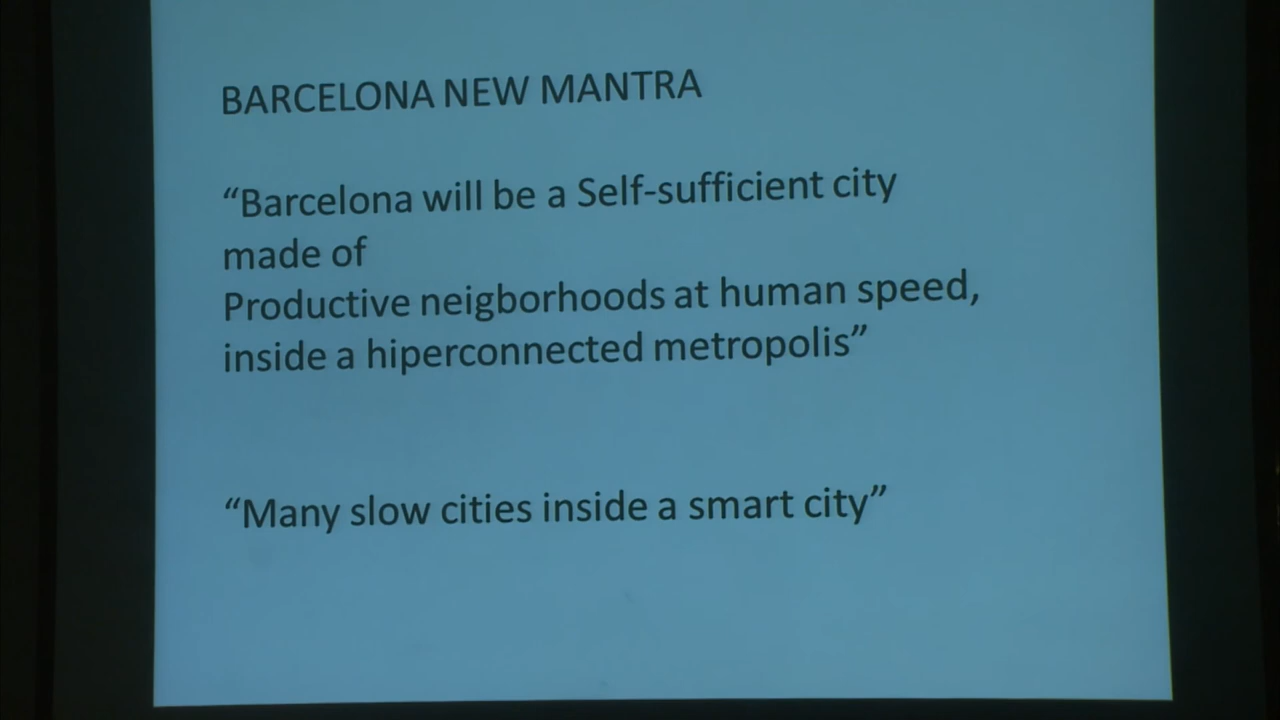 BARCELONA NEW MANTRA
“Barcelona will be a Self-sufficient city
made of
Productive neigborhoods at human speed,
inside a hiperconnected metropolis”
“Many slow cities inside a smart city”